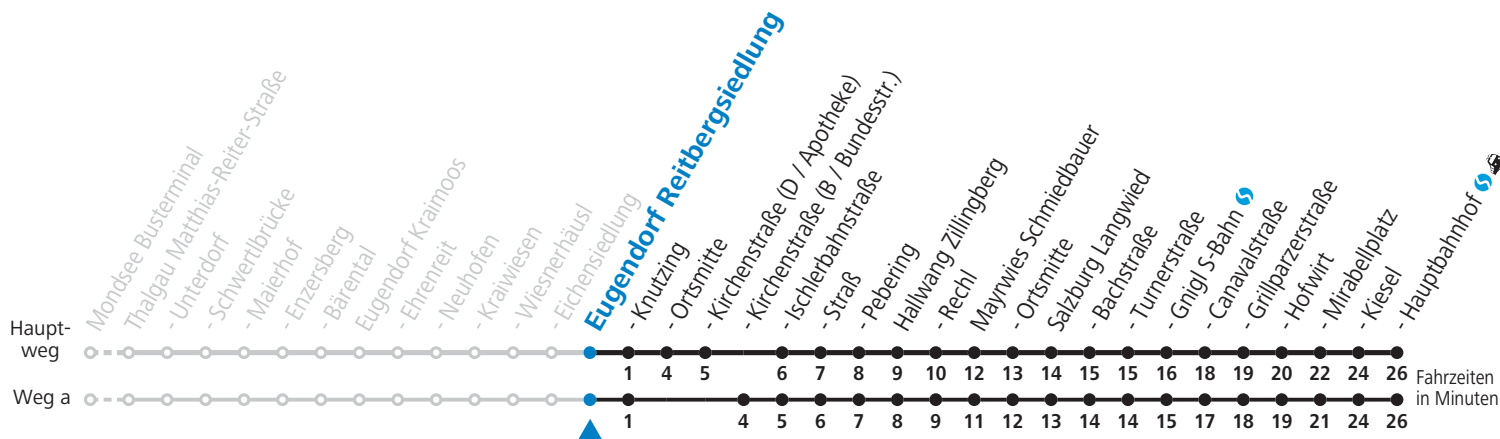 Mondsee Busterminal
Thalgau Matthias-Reiter-Straße
- Unterdorf
- Schwertlbrücke
- Maierhof
- Enzersberg
Bärental
Eugendorf Kraimoos
- Ehrenreit
- Neuhofen
- Kraiwiesen
- Wiesnerhäusl
- Eichensiedlung
Eugendorf Reitbergsiedlung
- Knutzing
- Ortsmitte
- Kirchenstraße (D / Apotheke)
- Kirchenstraße (B / Bundesstr.)
- Ischlerbahnstraße
- Straß
- Pebering
Hallwang Zillingberg
- Rechl
Mayrwies Schmiedbauer
- Ortsmitte
Salzburg Langwied
- Bachstraße
- Turnerstraße
- Gnigl S-Bahn
- Canavalstraße
- Grillparzerstraße
- Hofwirt
- Mirabellplatz
- Kiesel
- Hauptbahnhof
Haupt-
weg
1 4 5 6 7 8 9 10 12 13 14 15 15 16 18 19 20 22 24 26
Weg a
1 4 5 6 7 8 9 11 12 13 14 14 15 17 18 19 21 24 26
Fahrzeiten
in Minuten